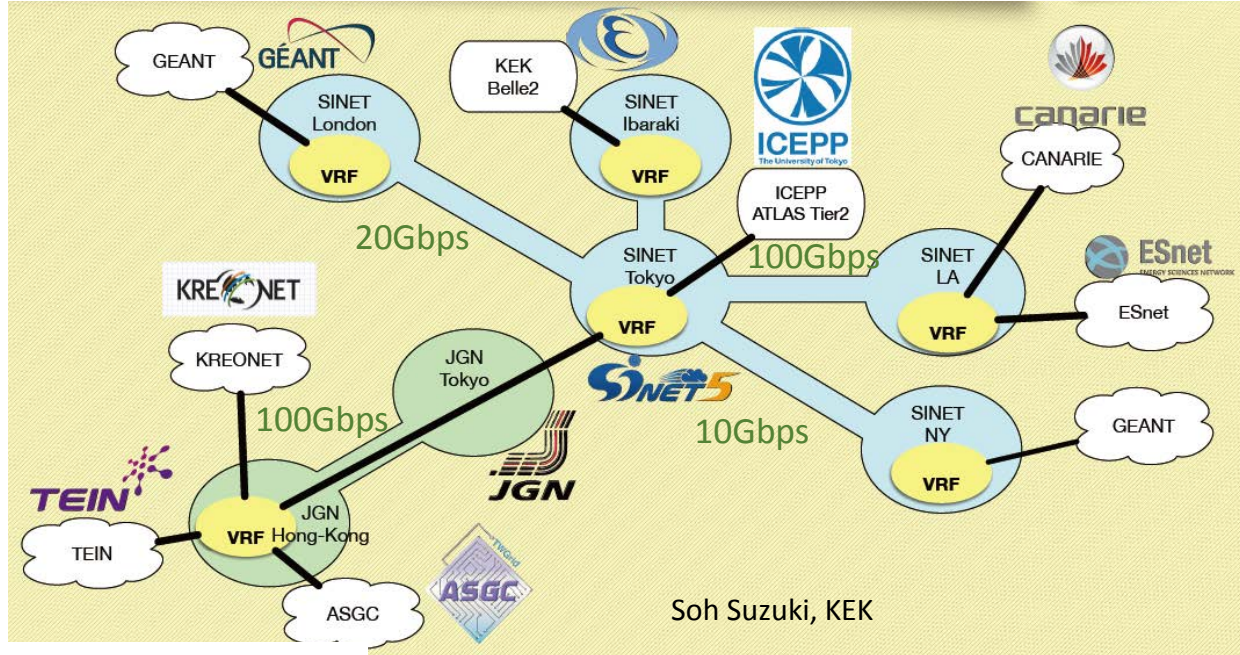 GEANT
GÉANT
SINET
London
VRF
KEK
Belle2
SINET
Ibaraki
VRF
ICEPP
The University of Tokyo
ICEPP
ATLAS Tier2
canarie
CANARIE
20Gbps
SINET
Tokyo
VRF
100Gbps
SINET
LA
VRF
ESnet
ENERGY SCIENCES NETWORK
ESnet
KREONET
KREONET
JGN
Tokyo
SINET5
100Gbps
10Gbps
SINET
NY
VRF
GEANT
JGN
TEIN
TEIN
VRF
JGN
Hong-Kong
TWGrid
ASGC
ASGC
Soh Suzuki, KEK